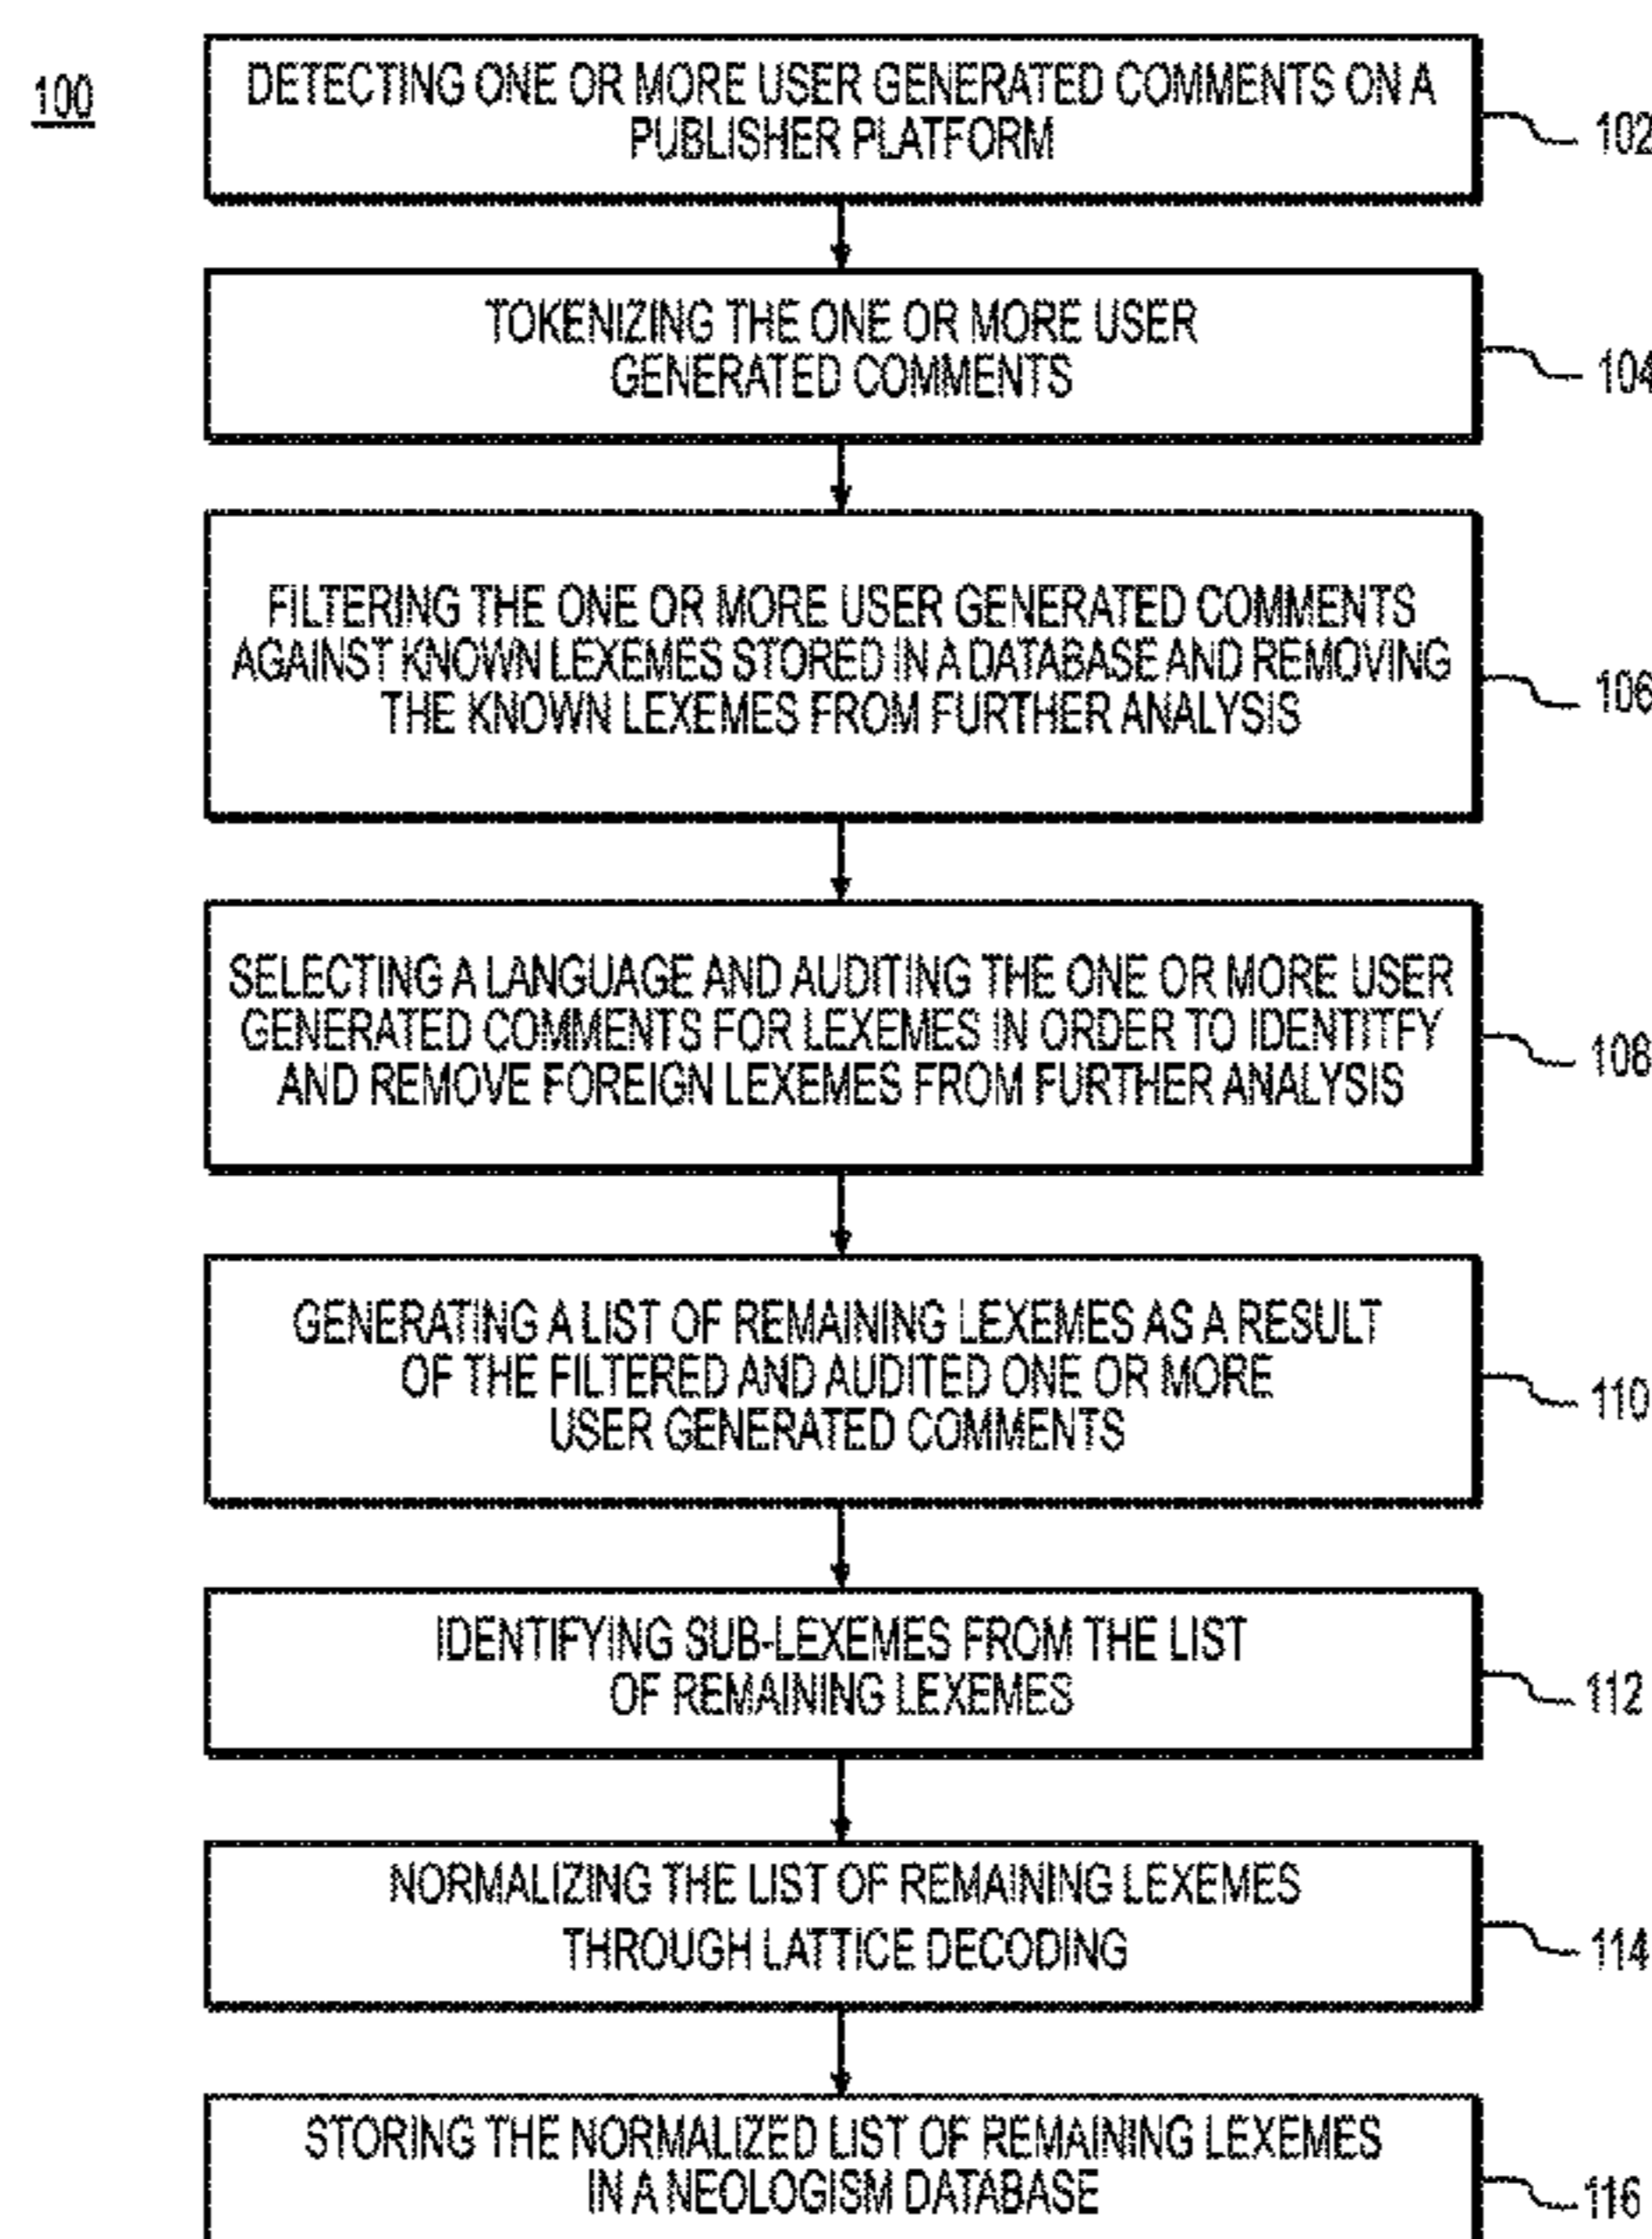 100
DETECTING ONE OR MORE USER GENERATED COMMENTS ON A
PUBLISHER PLATFORM
102
TOKENIZING THE ONE OR MORE USER
GENERATED COMMENTS
104
FILTERING THE ONE OR MORE USER GENERATED COMMENTS
AGAINST KNOWN LEXEMES STORED IN A DATABASE AND REMOVING
THE KNOWN LEXEMES FROM FURTHER ANALYSIS
106
SELECTING A LANGUAGE AND AUDITING THE ONE OR MORE USER
GENERATED COMMENTS FOR LEXEMES IN ORDER TO IDENTITFY
AND REMOVE FOREIGN LEXEMES FROM FURTHER ANALYSIS
108
GENERATING A LIST OF REMAINING LEXEMES AS A RESULT
OF THE FILTERED AND AUDITED ONE OR MORE
USER GENERATED COMMENTS
110
IDENTIFYING SUB-LEXEMES FROM THE LIST
OF REMAINING LEXEMES
112
NORMALIZING THE LIST OF REMAINING LEXEMES
THROUGH LATTICE DECODING
114
STORING THE NORMALIZED LIST OF REMAINING LEXEMES
IN A NEOLOGISM DATABASE
116